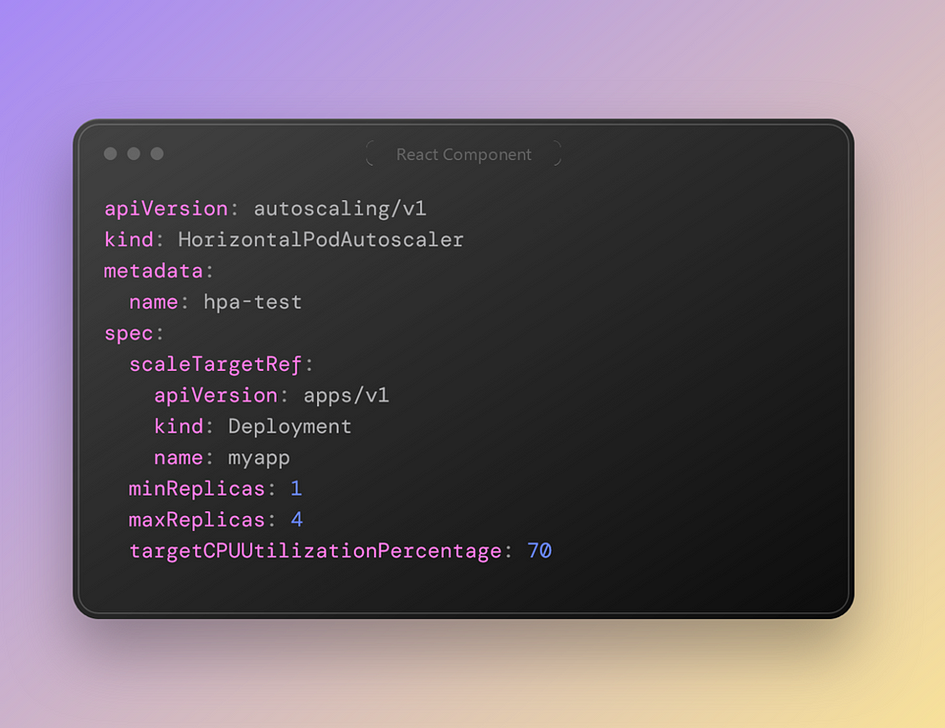 React Component
apiVersion: autoscaling/v1
kind: HorizontalPodAutoscaler
metadata:
  name: hpa-test
spec:
  scaleTargetRef:
    apiVersion: apps/v1
    kind: Deployment
    name: myapp
  minReplicas: 1
  maxReplicas: 4
  targetCPUUtilizationPercentage: 70